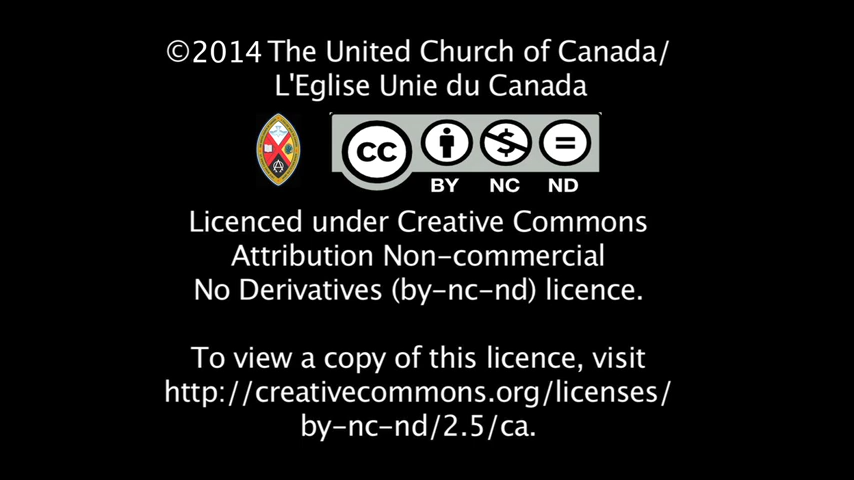 ©2014 The United Church of Canada/
L'Eglise Unie du Canada
cc
BY NC ND
Licenced under Creative Commons
Attribution Non-commercial
No Derivatives (by-nc-nd) licence.
To view a copy of this licence, visit
http://creativecommons.org/licenses/
by-nc-nd/2.5/ca.